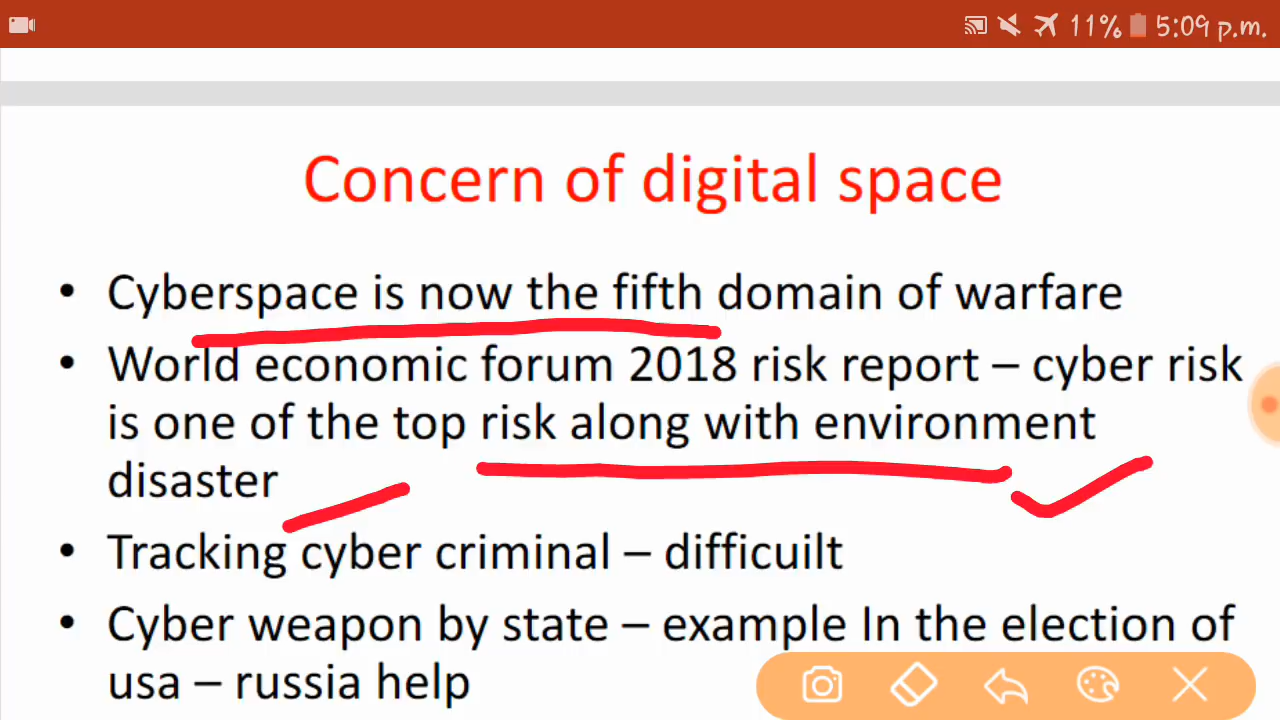 11% 5:09 p.m.
Concern of digital space
• Cyberspace is now the fifth domain of warfare
• World economic forum 2018 risk report – cyber risk
is one of the top risk along with environment
disaster
• Tracking cyber criminal – difficuilt
• Cyber weapon by state – example In the election of
usa – russia help